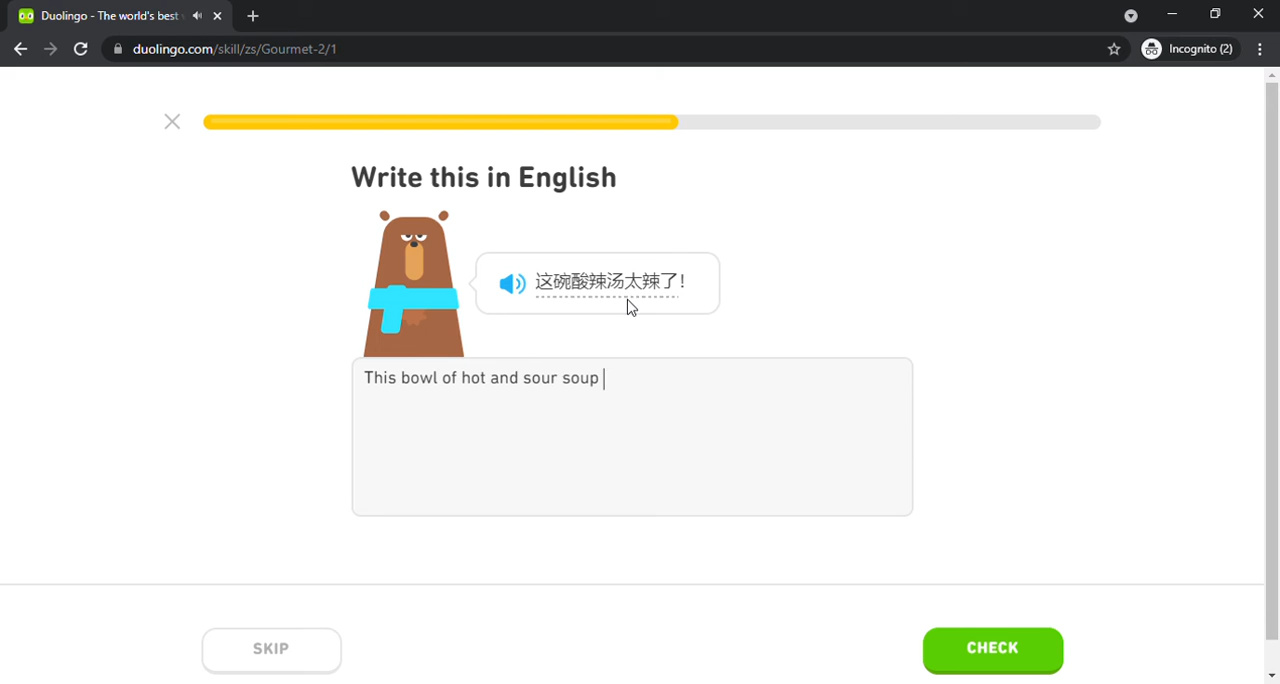 Duolingo - The world's best
duolingo.com/skill/zs/Gourmet-2/1
Incognito (2)
Write this in English
这碗酸辣汤太辣了!
This bowl of hot and sour soup
SKIP
CHECK